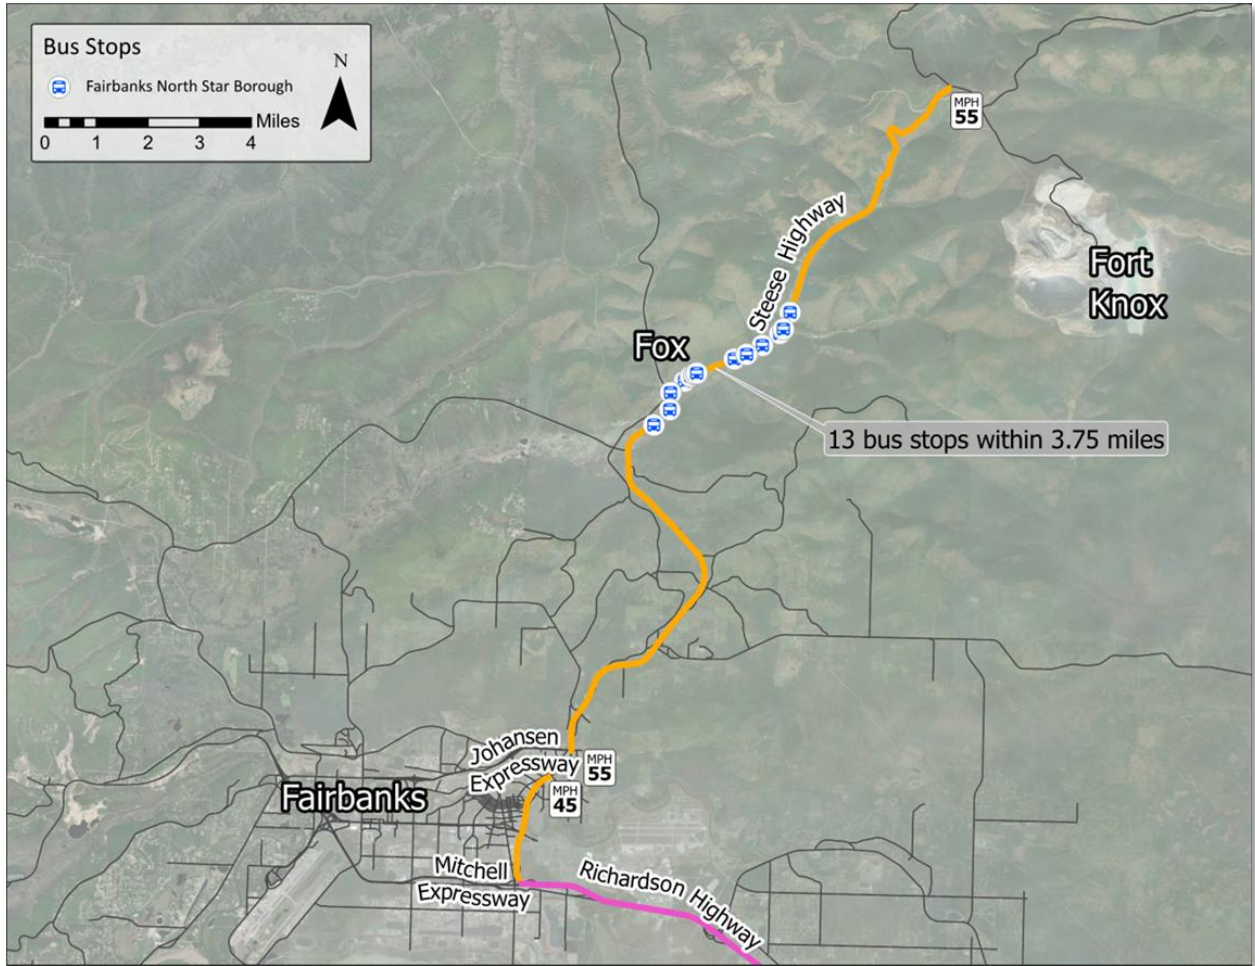 Bus Stops
N
Fairbanks North Star Borough
Miles
0 1 2 3 4
MPH
55
Steese Highway
Fort
Knox
Fox
13 bus stops within 3.75 miles
Johansen
Expressway
MPH
55
MPH
45
Fairbanks
Mitchell
Expressway
Richardson Highway